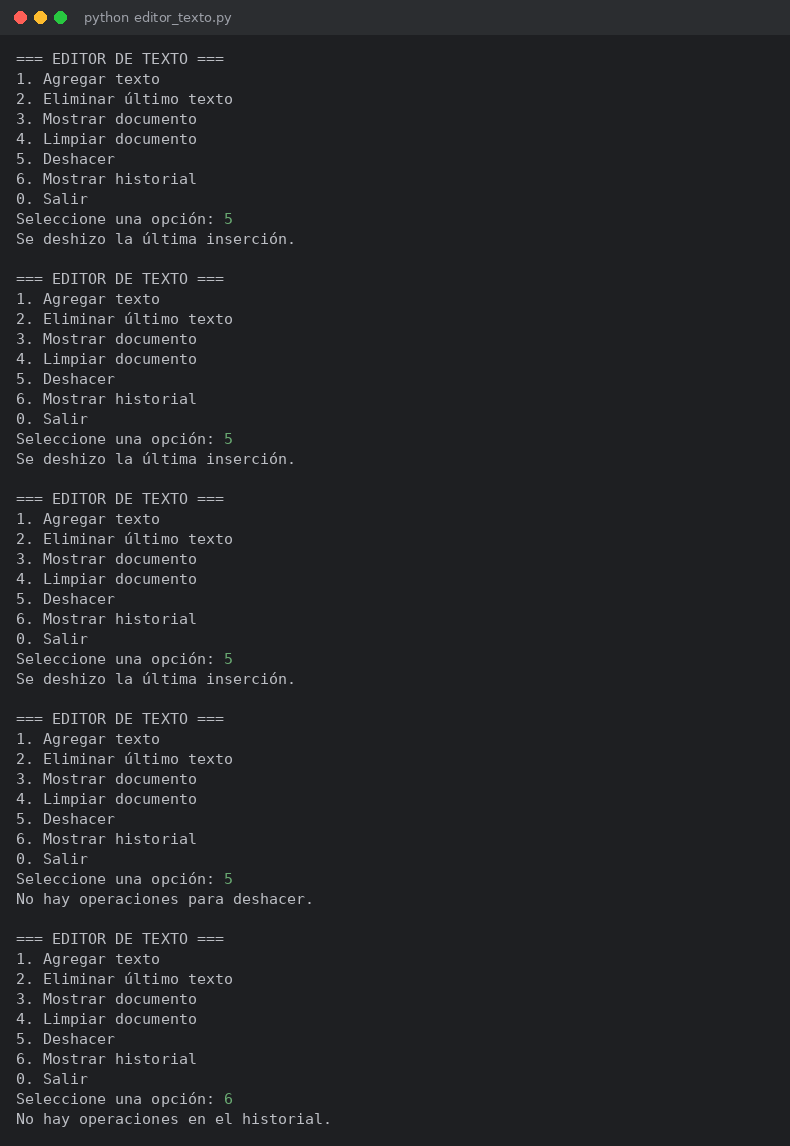 python editor_texto.py
=== EDITOR DE TEXTO ===
1. Agregar texto
2. Eliminar último texto
3. Mostrar documento
4. Limpiar documento
5. Deshacer
6. Mostrar historial
0. Salir
Seleccione una opción: 5
Se deshizo la última inserción.
=== EDITOR DE TEXTO ===
1. Agregar texto
2. Eliminar último texto
3. Mostrar documento
4. Limpiar documento
5. Deshacer
6. Mostrar historial
0. Salir
Seleccione una opción: 5
Se deshizo la última inserción.
=== EDITOR DE TEXTO ===
1. Agregar texto
2. Eliminar último texto
3. Mostrar documento
4. Limpiar documento
5. Deshacer
6. Mostrar historial
0. Salir
Seleccione una opción: 5
Se deshizo la última inserción.
=== EDITOR DE TEXTO ===
1. Agregar texto
2. Eliminar último texto
3. Mostrar documento
4. Limpiar documento
5. Deshacer
6. Mostrar historial
0. Salir
Seleccione una opción: 5
No hay operaciones para deshacer.
=== EDITOR DE TEXTO ===
1. Agregar texto
2. Eliminar último texto
3. Mostrar documento
4. Limpiar documento
5. Deshacer
6. Mostrar historial
0. Salir
Seleccione una opción: 6
No hay operaciones en el historial.